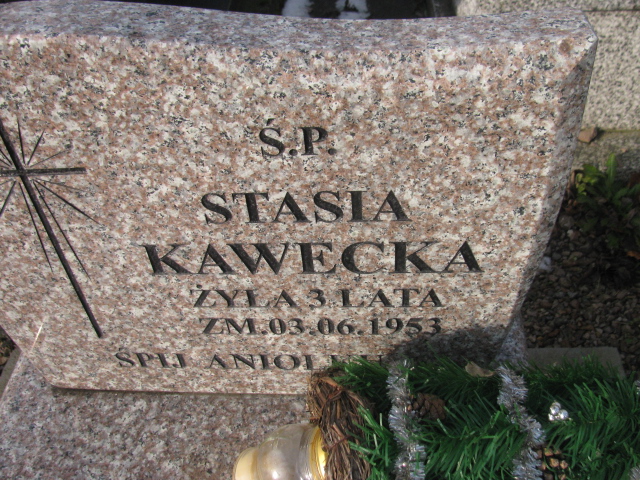 Ś.P.
STASIA
KAWECKA
ŻYŁA 3 LATA
ZM.03.06.1953
ŚPIJ